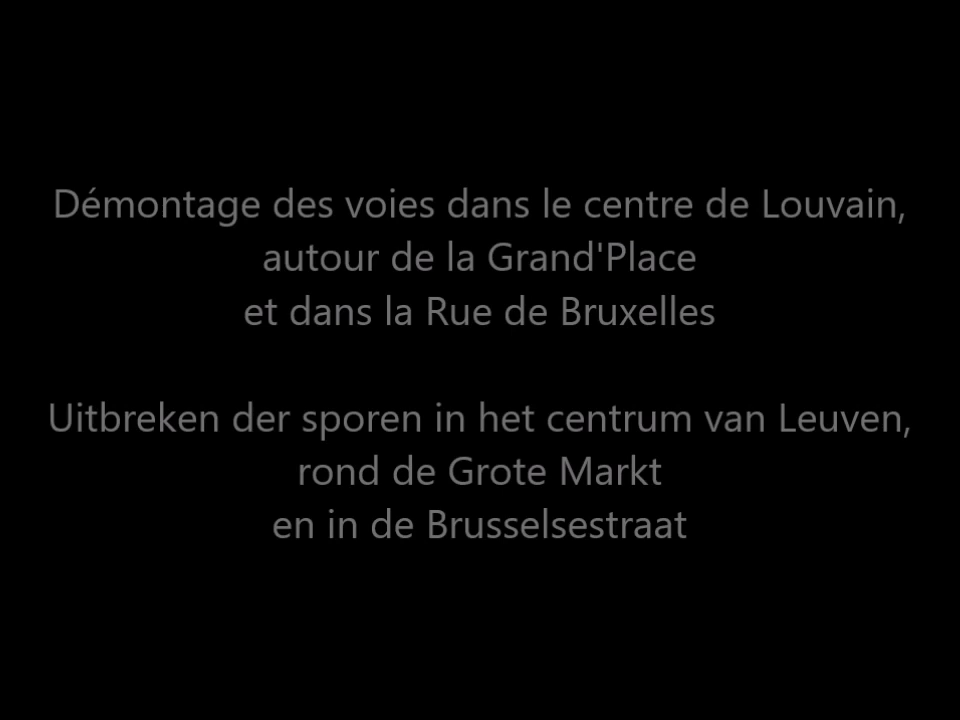 Démontage des voies dans le centre de Louvain,
autour de la Grand'Place
et dans la Rue de Bruxelles
Uitbreken der sporen in het centrum van Leuven,
rond de Grote Markt
en in de Brusselsestraat